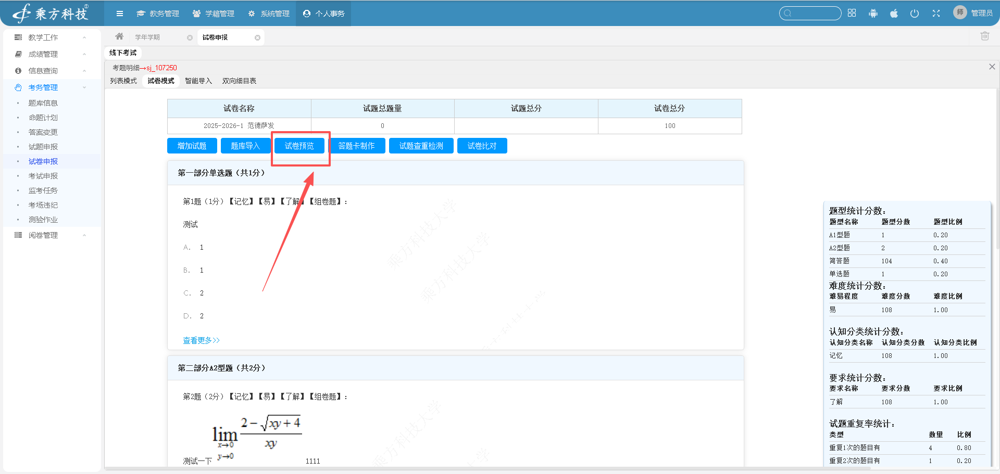 乘方科技
教务管理
学籍管理
系统管理
个人事务
管理员
师
教学工作
成绩管理
信息查询
考务管理
题库信息
命题计划
答案变更
试题申报
试卷申报
考试申报
监考任务
考场违纪
测验作业
阅卷管理
学年学期
试卷申报
线下考试
考题明细→sj_107250
列表模式 试卷模式 智能导入 双向细目表
试卷名称 试题总题量 试题总分 试卷总分
2025-2026-1 范德萨发 0 100
增加试题 题库导入 试卷预览 答题卡制作 试题查重检测 试卷比对
第一部分单选题（共1分）
第1题（1分）【记忆】【易】【了解】【组卷题】：
测试
A. 1
B. 1
C. 2
D. 2
查看更多>>
第二部分A2型题（共2分）
第2题（2分）【记忆】【易】【了解】【组卷题】：
测试一下 lim x→0 y→0 (2-√(xy+4))/xy 1111
题型统计分数：
题型名称 题型分数 题型比例
A1型题 1 0.20
A2型题 2 0.20
简答题 104 0.40
单选题 1 0.20
难度统计分数：
难易程度 难度分数 难度比例
易 108 1.00
认知分类统计分数：
认知分类名称 认知分类分数 认知分类比例
记忆 108 1.00
要求统计分数：
要求名称 要求分数 要求比例
了解 108 1.00
试题重复率统计：
类型 数量 比例
重复1次的题目有 4 0.80
重复2次的题目有 1 0.20
乘方科技大学
乘方科技大学
乘方科技大学